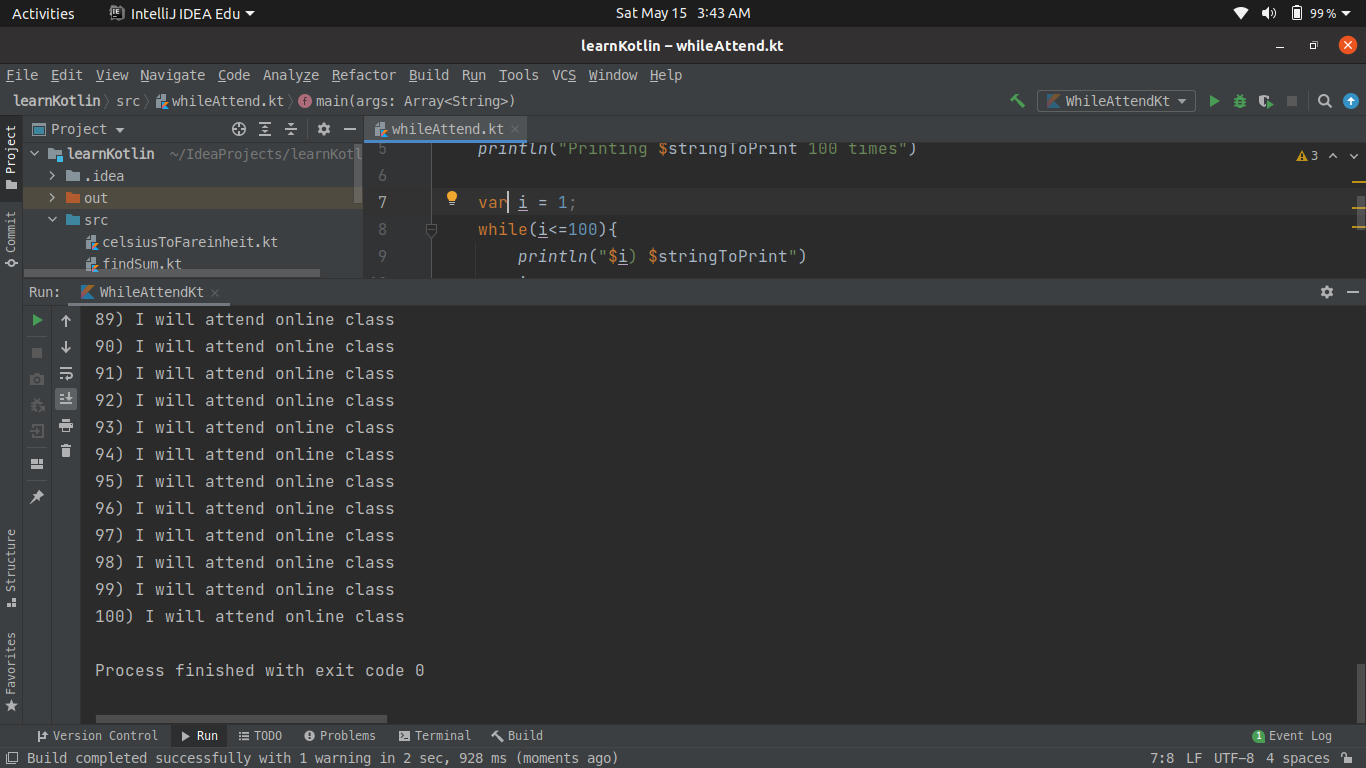 Activities IntelliJ IDEA Edu Sat May 15 3:43 AM 99%
learnKotlin – whileAttend.kt
File Edit View Navigate Code Analyze Refactor Build Run Tools VCS Window Help
learnKotlin src whileAttend.kt main(args: Array<String>) WhileAttendKt
Project
Project
whileAttend.kt
learnKotlin ~/IdeaProjects/learnKotl
.idea
out
src
celsiusToFareinheit.kt
findSum.kt
Commit
5 println("Printing $stringToPrint 100 times")
3
6
7 var i = 1;
8 while(i<=100){
9 println("$i) $stringToPrint")
Run: WhileAttendKt
89) I will attend online class
90) I will attend online class
91) I will attend online class
92) I will attend online class
93) I will attend online class
94) I will attend online class
95) I will attend online class
96) I will attend online class
97) I will attend online class
98) I will attend online class
99) I will attend online class
100) I will attend online class
Process finished with exit code 0
Structure
Favorites
Version Control Run TODO Problems Terminal Build 1 Event Log
Build completed successfully with 1 warning in 2 sec, 928 ms (moments ago) 7:8 LF UTF-8 4 spaces